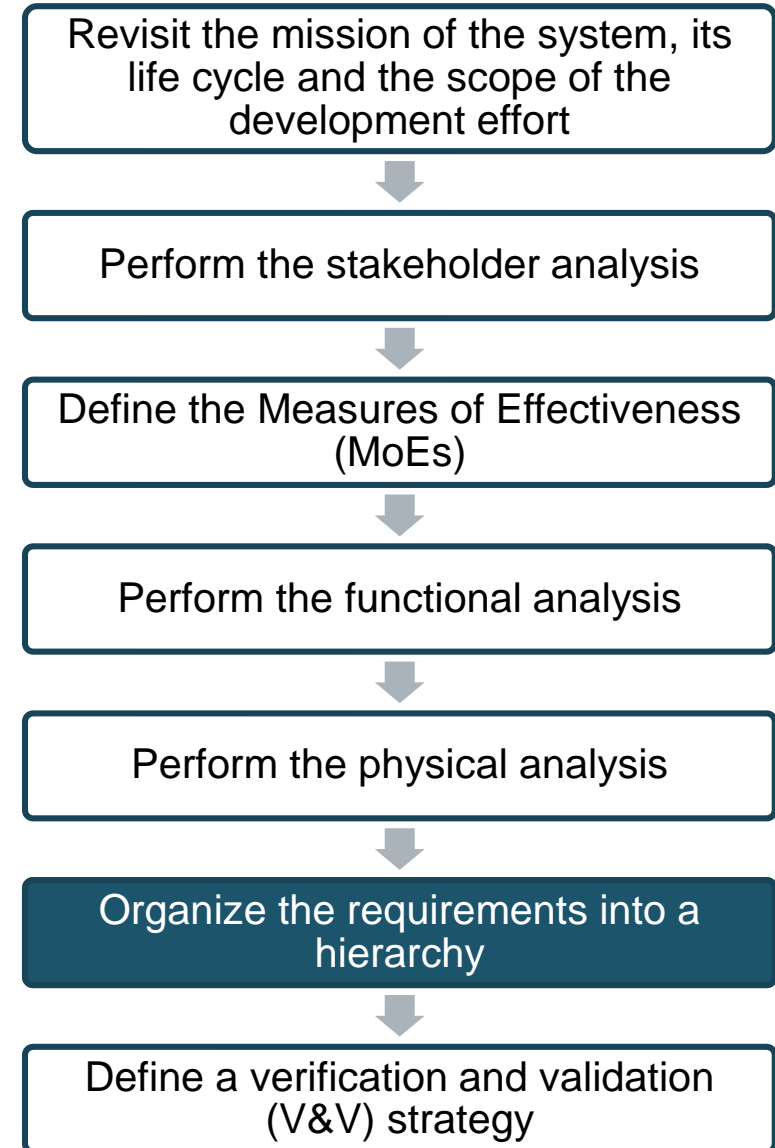 Revisit the mission of the system, its
life cycle and the scope of the
development effort
Perform the stakeholder analysis
Define the Measures of Effectiveness
(MoEs)
Perform the functional analysis
Perform the physical analysis
Organize the requirements into a
hierarchy
Define a verification and validation
(V&V) strategy